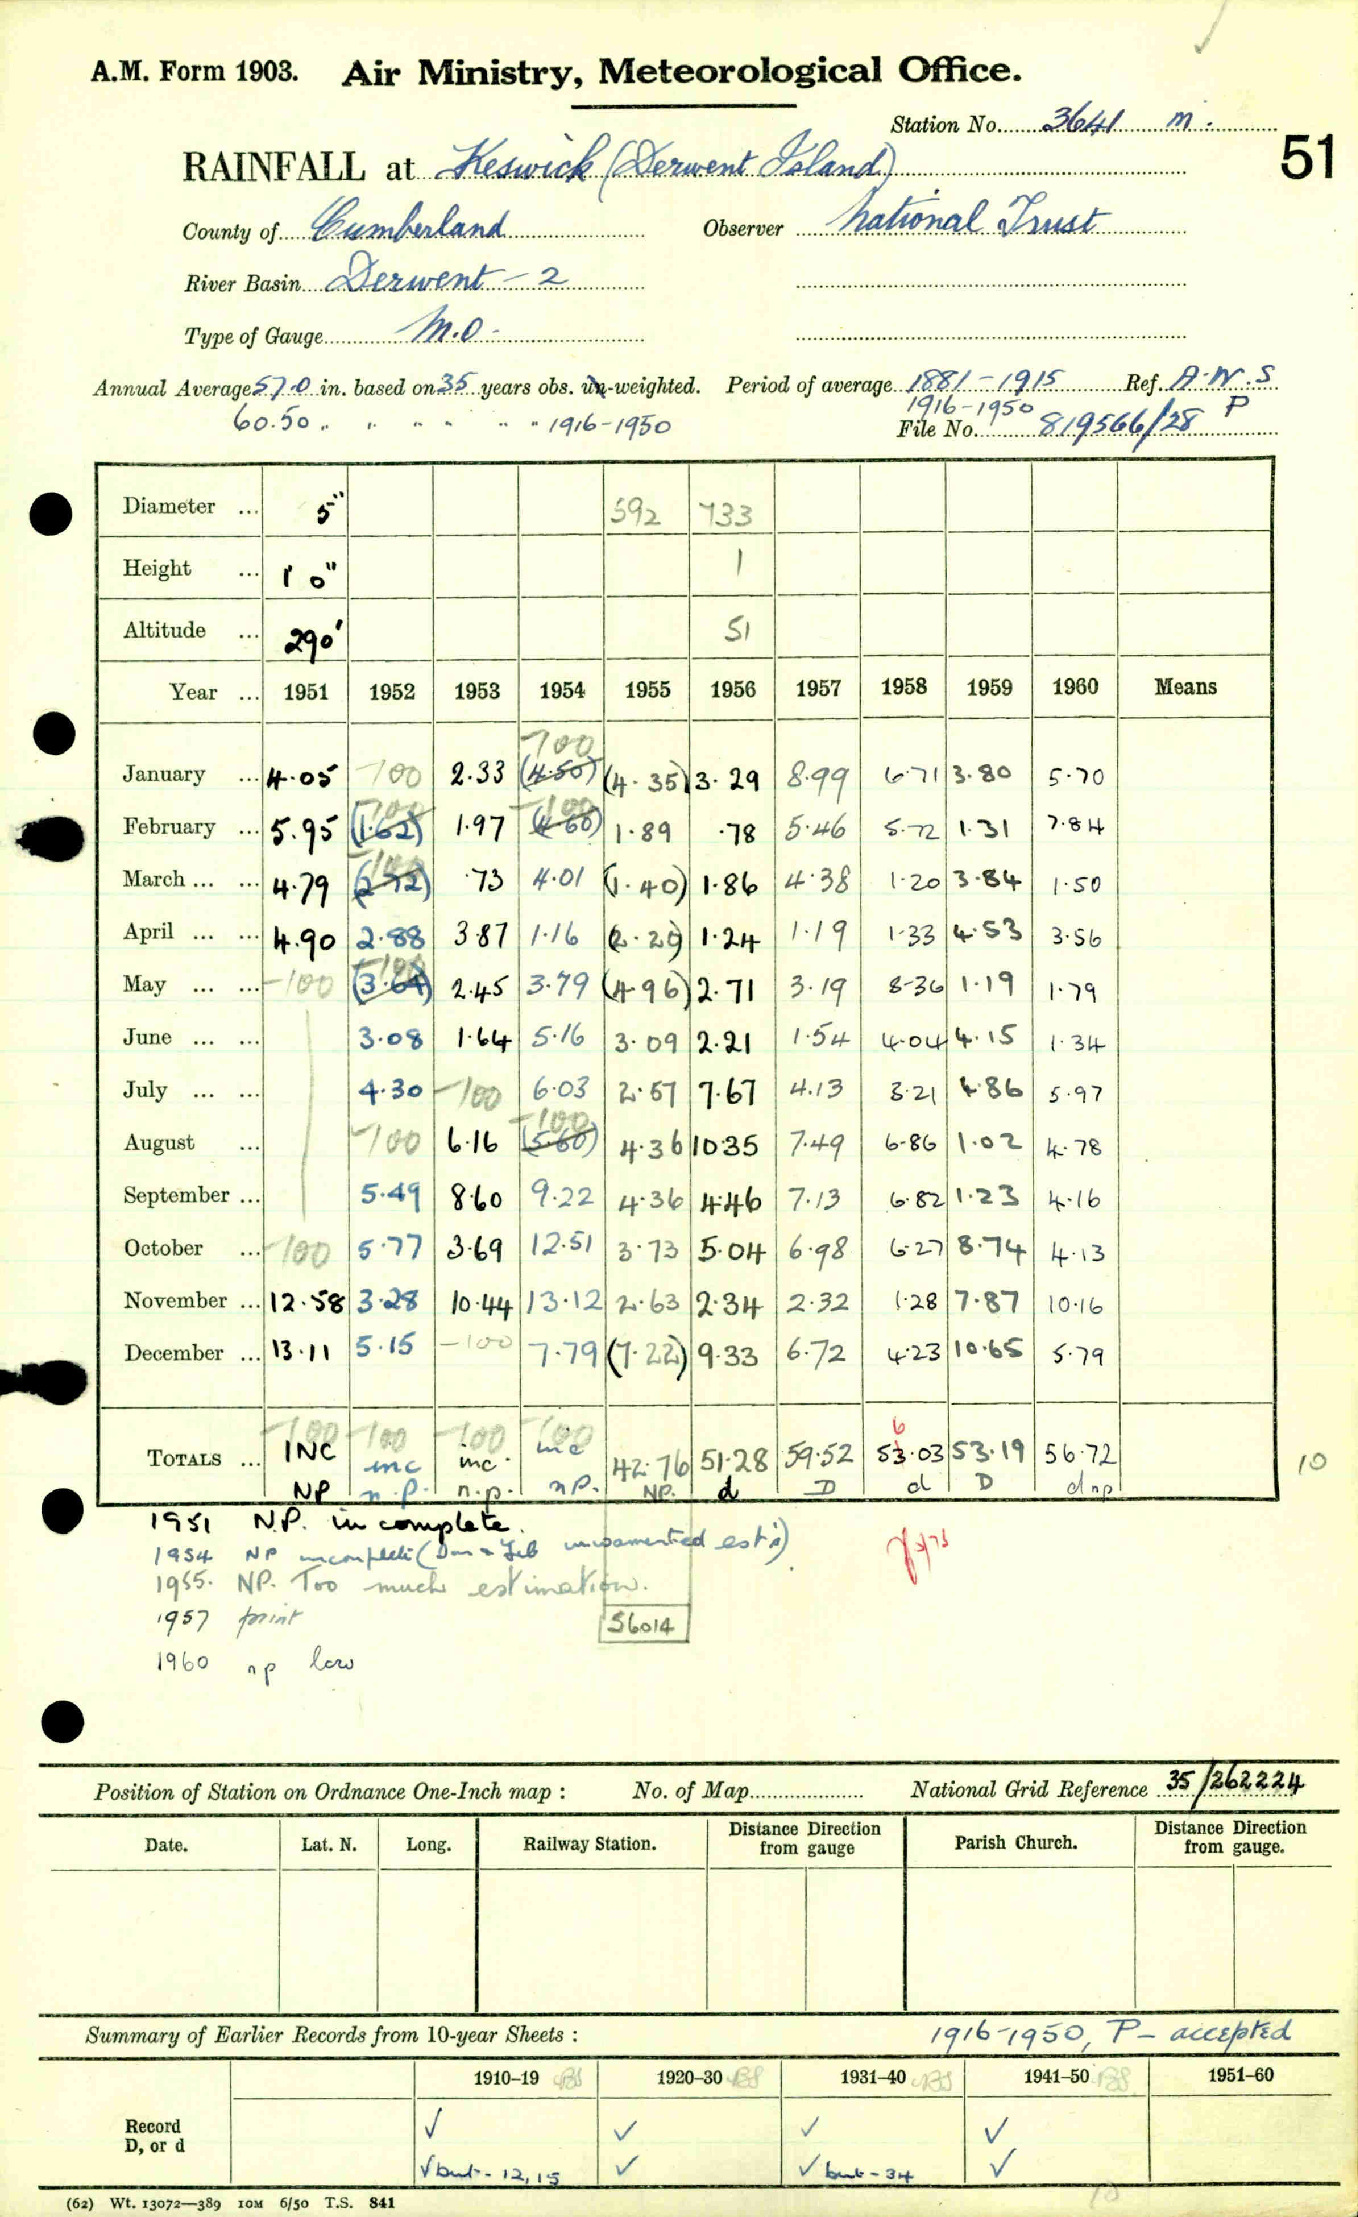 A.M. Form 1903. Air Ministry, Meteorological Office.
Station No. 3641 m.
51
RAINFALL at Keswick (Derwent Island)
County of Cumberland Observer National Trust
River Basin Derwent - 2
Type of Gauge M.O.
Annual Average 57.0 in. based on 35 years obs. un-weighted. Period of average 1881-1915 Ref. A.W.S.
60.50 " " " " " " 1916-1950 1916-1950 P
File No. 819566/28
Diameter ... 5" 592 733
Height ... 1' 0" 1
Altitude ... 290' 51
Year ... 1951 1952 1953 1954 1955 1956 1957 1958 1959 1960 Means
-100
January ... 4.05 -100 2.33 (4.50) (4.35) 3.29 8.99 6.71 3.80 5.70
-100 -100
February ... 5.95 (1.62) 1.97 (4.60) 1.89 .78 5.46 5.72 1.31 7.84
-100
March ... ... 4.79 (2.72) .73 4.01 (1.40) 1.86 4.38 1.20 3.84 1.50
April ... ... 4.90 2.88 3.87 1.16 (2.20) 1.24 1.19 1.33 4.53 3.56
-100
May ... ... -100 (3.64) 2.45 3.79 (4.96) 2.71 3.19 3.36 1.19 1.79
June ... ... 3.08 1.64 5.16 3.09 2.21 1.54 4.04 4.15 1.34
July ... ... 4.30 -100 6.03 2.57 7.67 4.13 5.21 4.86 5.97
-100
August ... -100 6.16 (5.60) 4.36 10.35 7.49 6.86 1.02 4.78
September ... 5.49 8.60 9.22 4.36 4.46 7.13 6.82 1.23 4.16
October ... -100 5.77 3.69 12.51 3.73 5.04 6.98 6.27 8.74 4.13
November ... 12.58 3.28 10.44 13.12 2.63 2.34 2.32 1.28 7.87 10.16
December ... 13.11 5.15 -100 7.79 (7.22) 9.33 6.72 4.23 10.65 5.79
-100 -100 -100 -100 6
TOTALS ... INC inc inc. inc 42.76 51.28 59.52 53.03 53.19 56.72 10
NP n.p. n.p. n.p. NP. d D d D d np
1951 N.P. incomplete.
1954 NP incomplete (Jan & Feb unwarranted est'n)
1955. NP. Too much estimation.
1957 print
56014
1960 np low
Position of Station on Ordnance One-Inch map : No. of Map National Grid Reference 35/262224
Date. Lat. N. Long. Railway Station. Distance from Direction gauge Parish Church. Distance from Direction gauge.
Summary of Earlier Records from 10-year Sheets : 1916-1950, P - accepted
1910–19 1920–30 1931–40 1941–50 1951–60
Record ✓ ✓ ✓ ✓
D, or d
✓ but - 12, 15 ✓ ✓ but - 34 ✓
(62) Wt. 13072—389 10M 6/50 T.S. 841